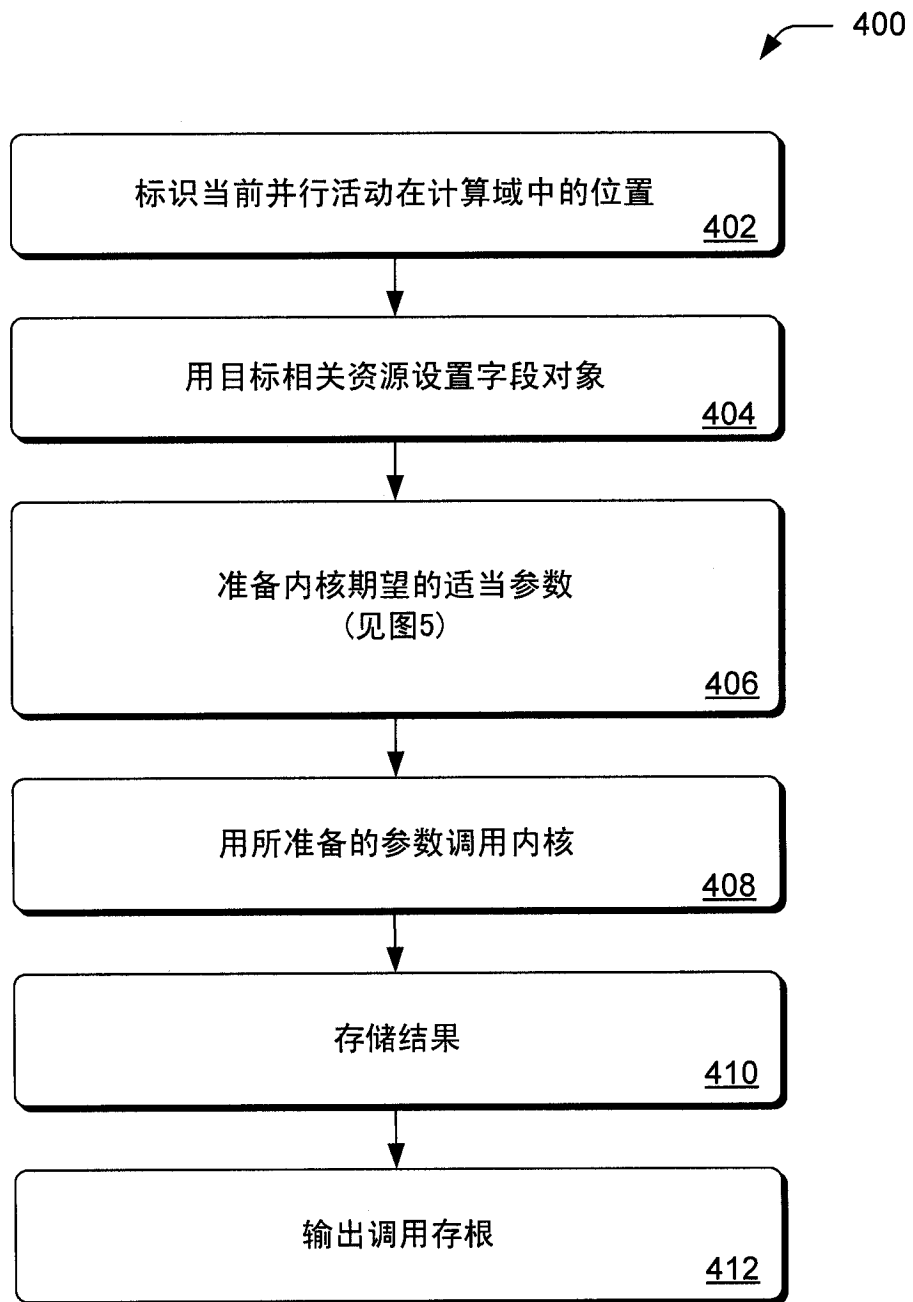 400
标识当前并行活动在计算域中的位置
402
用目标相关资源设置字段对象
404
准备内核期望的适当参数
(见图5)
406
用所准备的参数调用内核
408
存储结果
410
输出调用存根
412